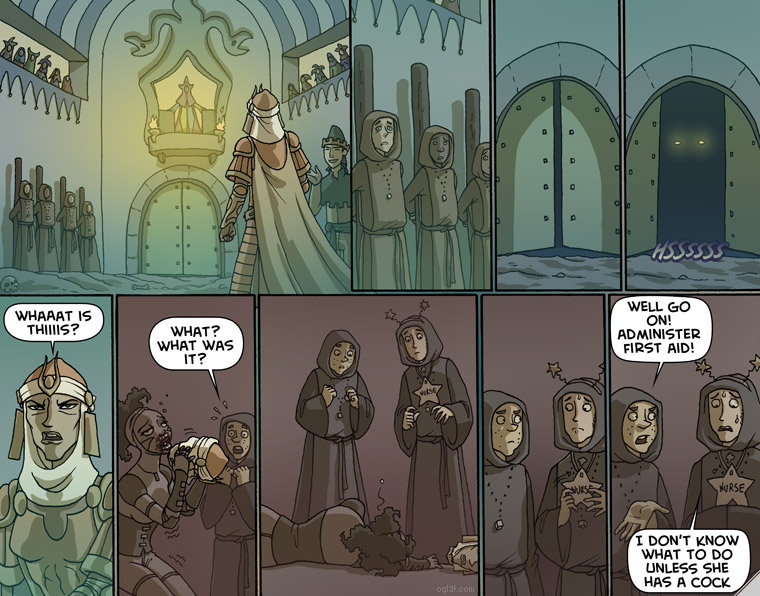 HSSSSSS
WHAAAT IS
THIIIIS?
WHAT?
WHAT WAS
IT?
NURSE
NURSE
WELL GO
ON!
ADMINISTER
FIRST AID!
NURSE
I DON'T KNOW
WHAT TO DO
UNLESS SHE
HAS A COCK
oglaf.com